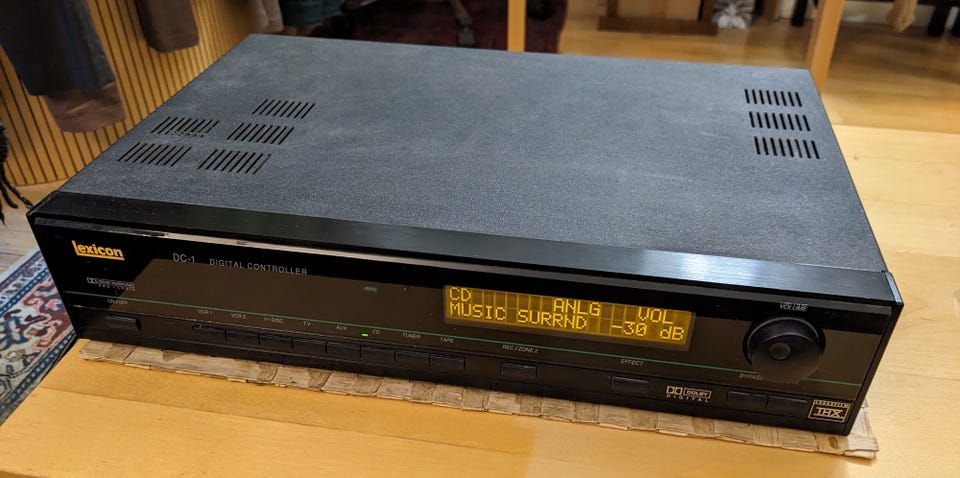 lexicon
DC-1 DIGITAL CONTROLLER
ON/OFF
VCR 1 VCR 2 V-DISC TV AUX CD TUNER TAPE
REC/ZONE 2
EFFECT
CD ANLG VOL
MUSIC SURRND -30 dB
VOLUME
BYPASS
DOLBY
DIGITAL
LUCASFILM
THX